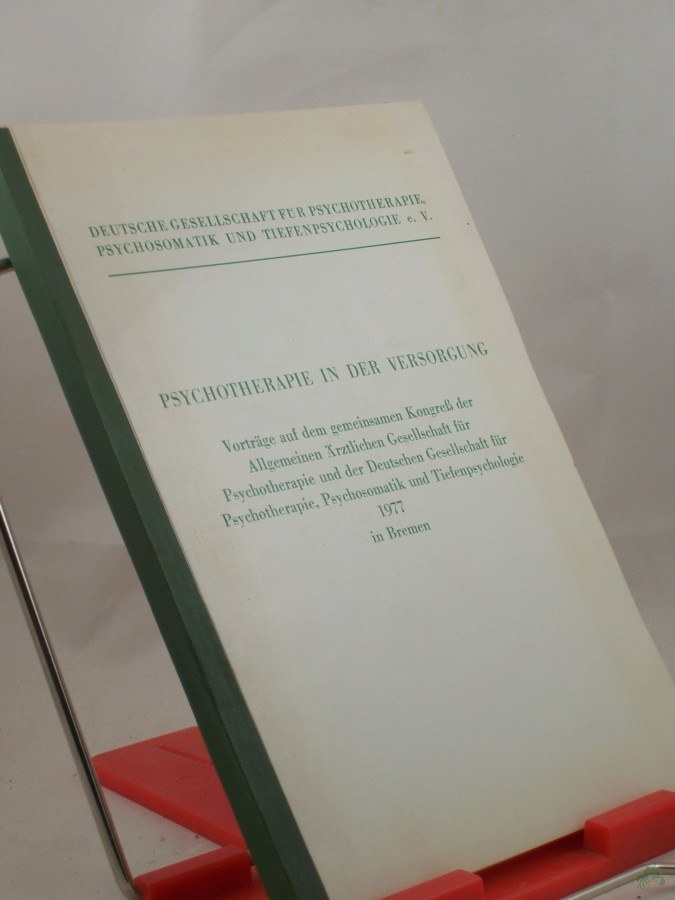 DEUTSCHE GESELLSCHAFT FÜR PSYCHOTHERAPIE,
PSYCHOSOMATIK UND TIEFENPSYCHOLOGIE e. V.
PSYCHOTHERAPIE IN DER VERSORGUNG
Vorträge auf dem gemeinsamen Kongreß der
Allgemeinen Ärztlichen Gesellschaft für
Psychotherapie und der Deutschen Gesellschaft für
Psychotherapie, Psychosomatik und Tiefenpsychologie
1977
in Bremen